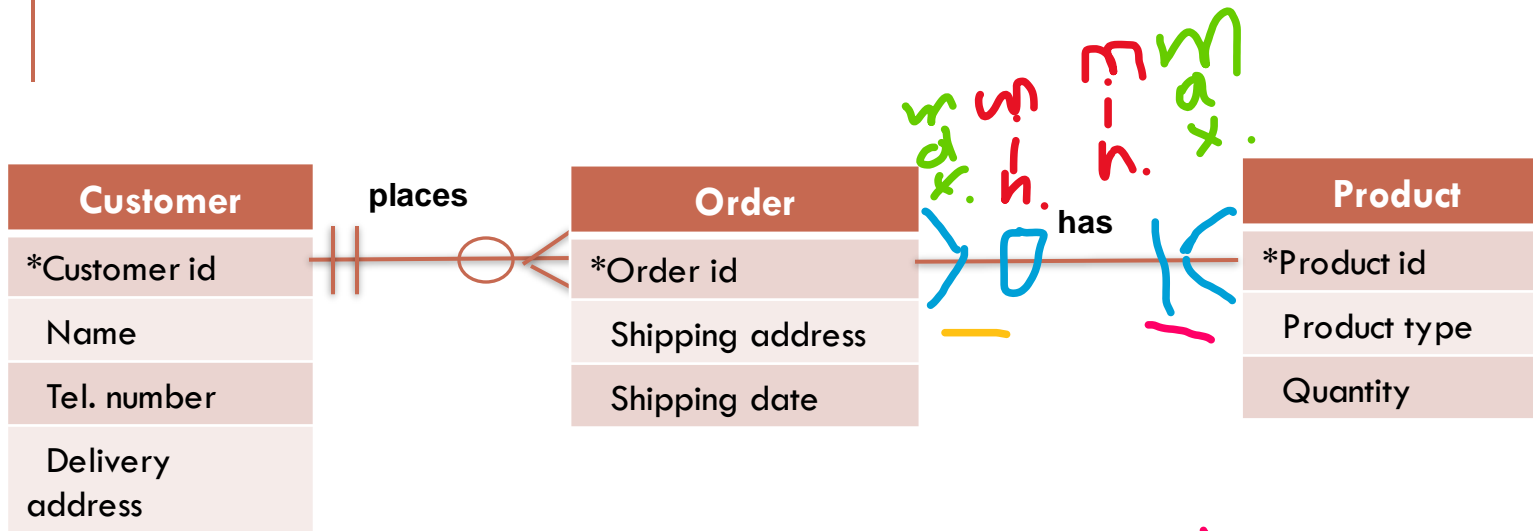 max. min. min. max.
Customer
places
Order
has
Product
*Customer id
Name
Tel. number
Delivery
address
*Order id
Shipping address
Shipping date
*Product id
Product type
Quantity